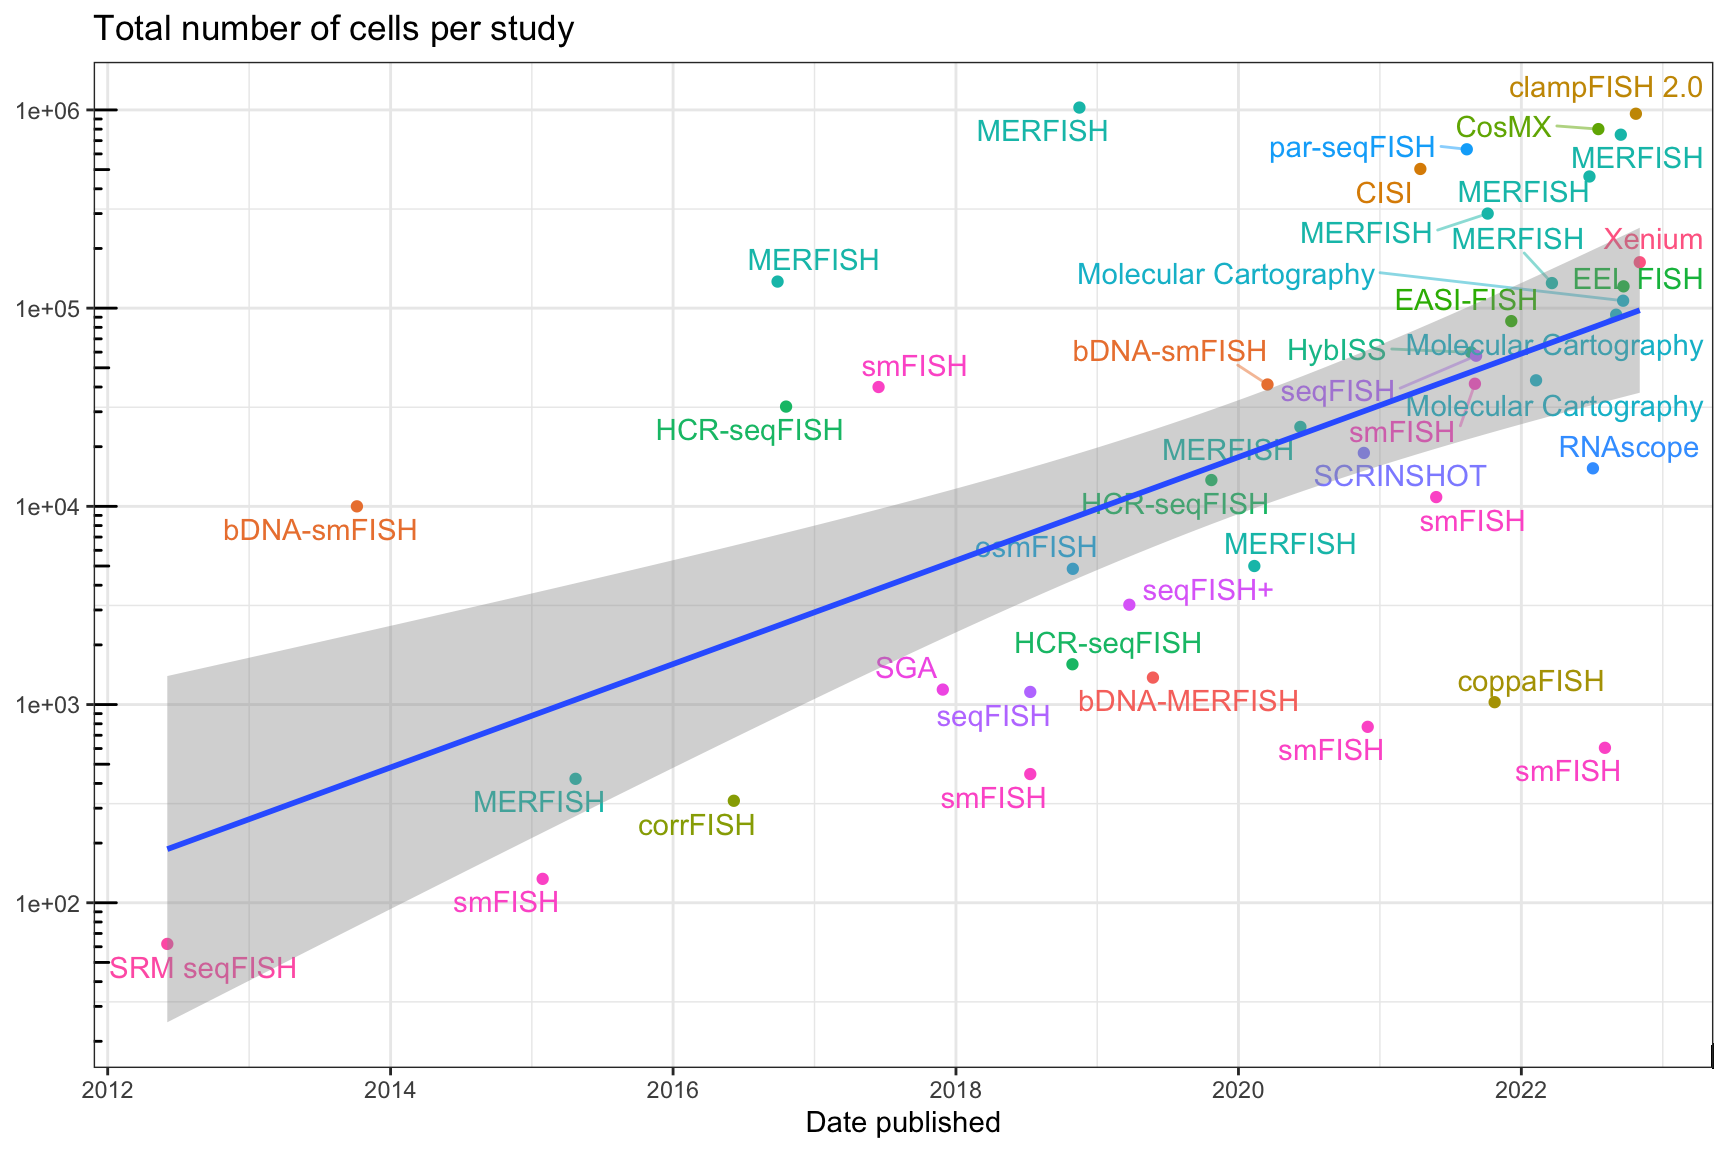 Total number of cells per study
1e+06
1e+05
1e+04
1e+03
1e+02
clampFISH 2.0
MERFISH
CosMX
par-seqFISH
MERFISH
CISI
MERFISH
MERFISH
MERFISH
Xenium
MERFISH
Molecular Cartography
EEL FISH
EASI-FISH
bDNA-smFISH
HybISS
Molecular Cartography
smFISH
seqFISH
Molecular Cartography
HCR-seqFISH
smFISH
MERFISH
RNAscope
SCRINSHOT
HCR-seqFISH
smFISH
bDNA-smFISH
osmFISH
MERFISH
seqFISH+
HCR-seqFISH
SGA
coppaFISH
seqFISH
bDNA-MERFISH
smFISH
smFISH
MERFISH
smFISH
corrFISH
smFISH
SRM seqFISH
2012
2014
2016
2018
2020
2022
Date published